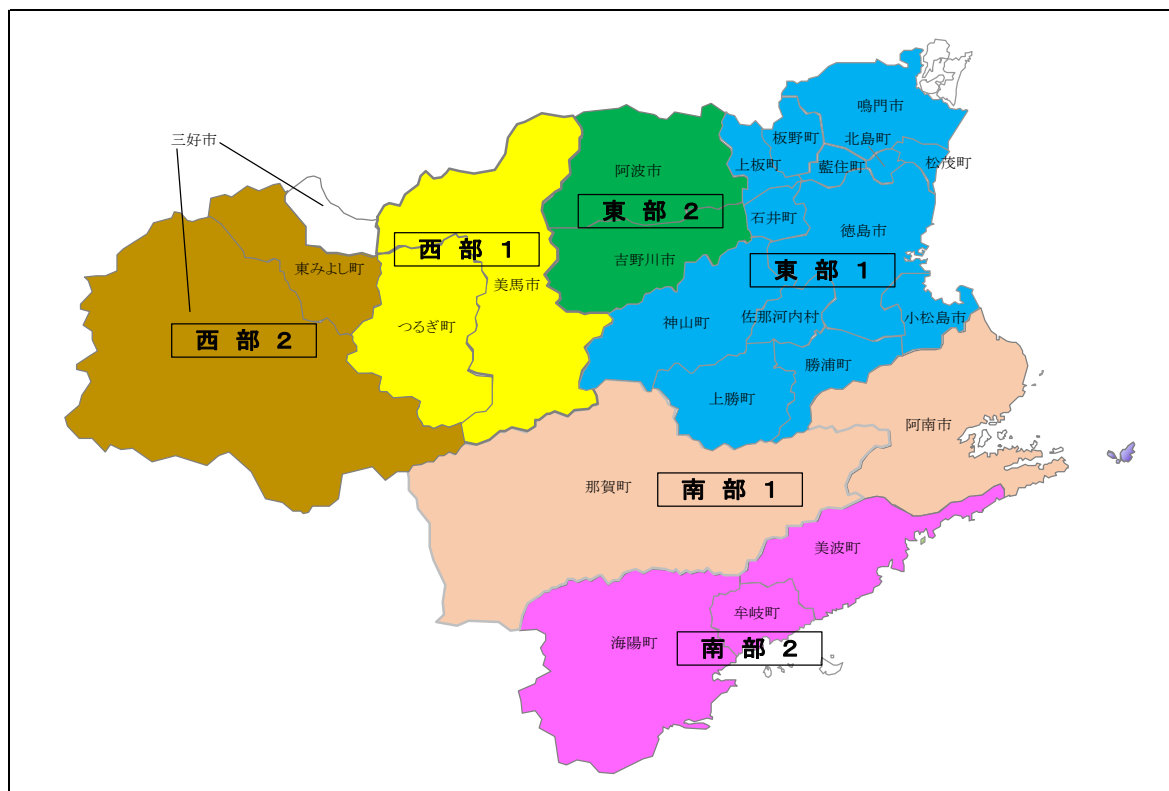 鳴門市
板野町
北島町
三好市
松茂町
上板町
藍住町
阿波市
東部2
石井町
徳島市
西部1
吉野川市
東部1
東みよし町
美馬市
つるぎ町
神山町
佐那河内村
小松島市
西部2
勝浦町
上勝町
阿南市
那賀町
南部1
美波町
牟岐町
海陽町
南部2